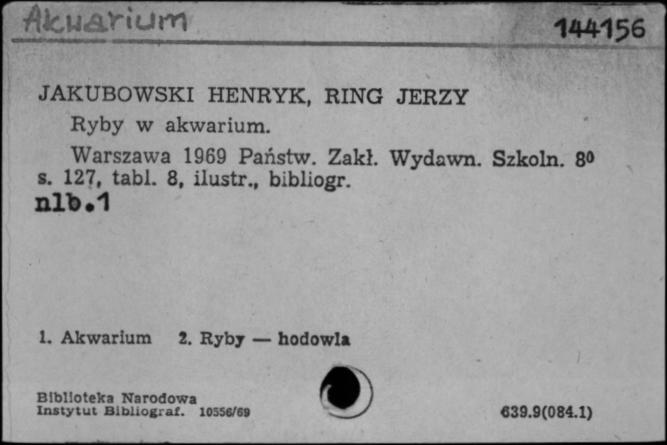 Akwarium 144156
JAKUBOWSKI HENRYK, RING JERZY
Ryby w akwarium.
Warszawa 1969 Państw. Zakł. Wydawn. Szkoln. 8⁰
s. 127, tabl. 8, ilustr., bibliogr.
nlb.1
1. Akwarium 2. Ryby — hodowla
Biblioteka Narodowa
Instytut Bibliograf. 10556/69 639.9(084.1)